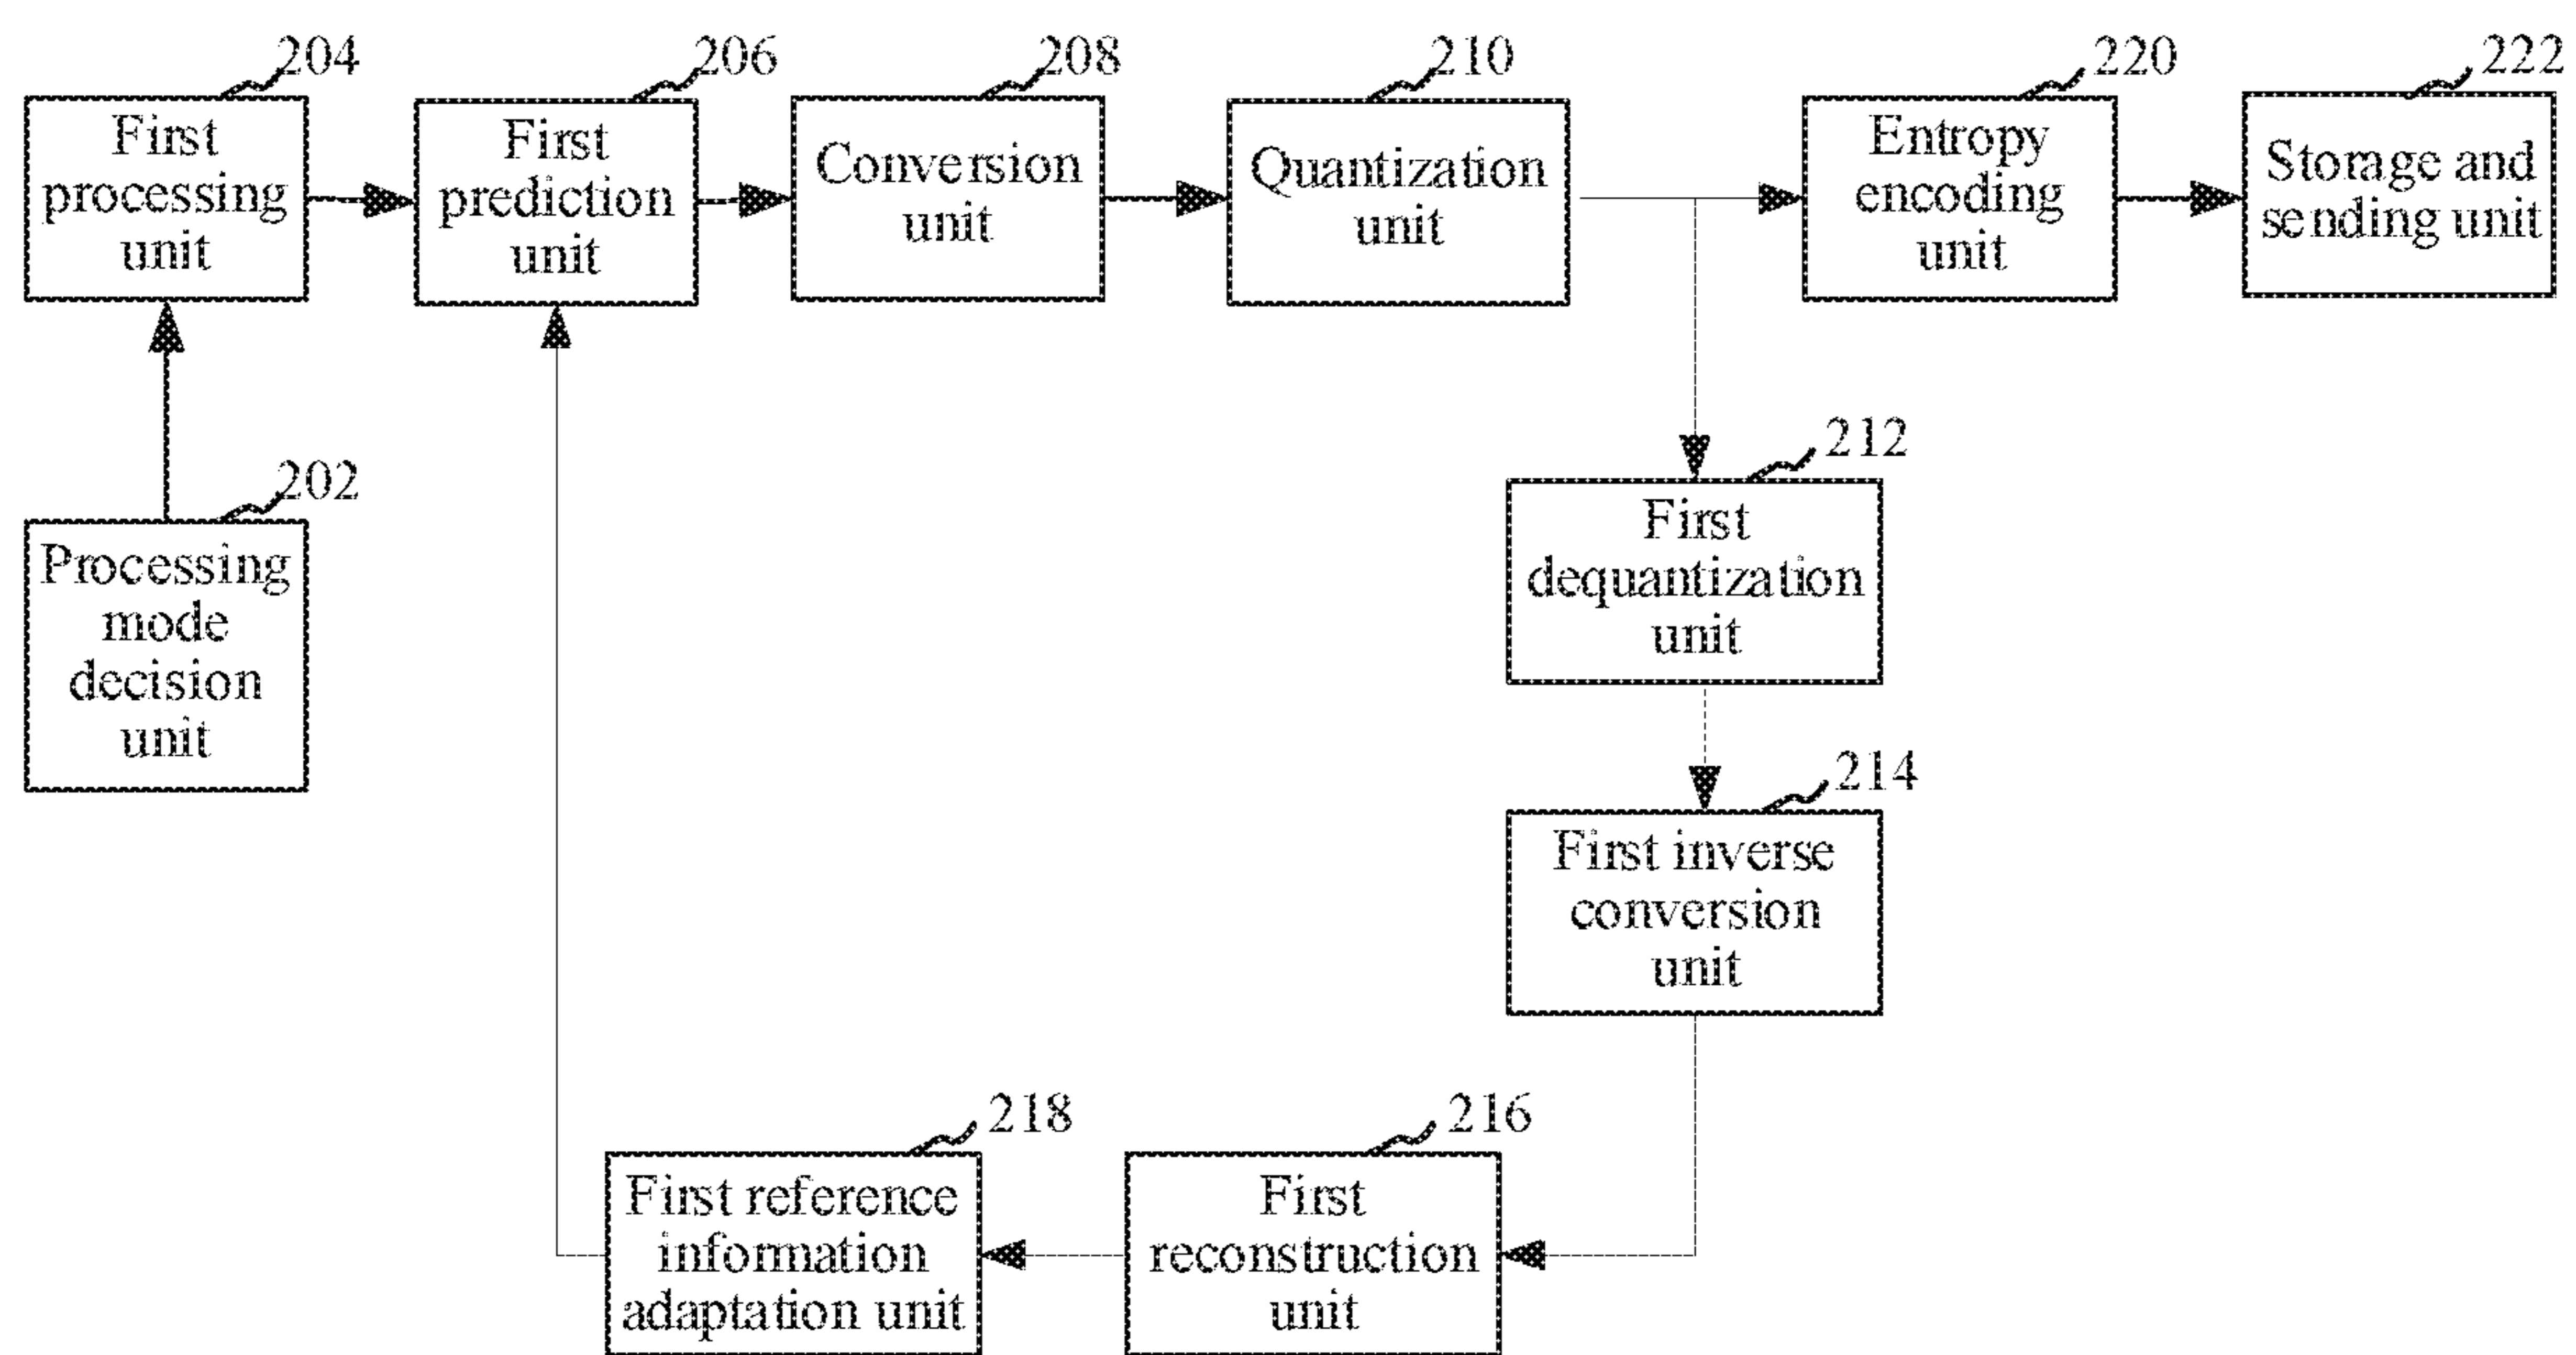 204
First
processing
unit
206
First
prediction
unit
208
Conversion
unit
210
Quantization
unit
220
Entropy
encoding
unit
222
Storage and
sending unit
202
Processing
mode
decision
unit
212
First
dequantization
unit
214
First inverse
conversion
unit
218
First reference
information
adaptation unit
216
First
reconstruction
unit